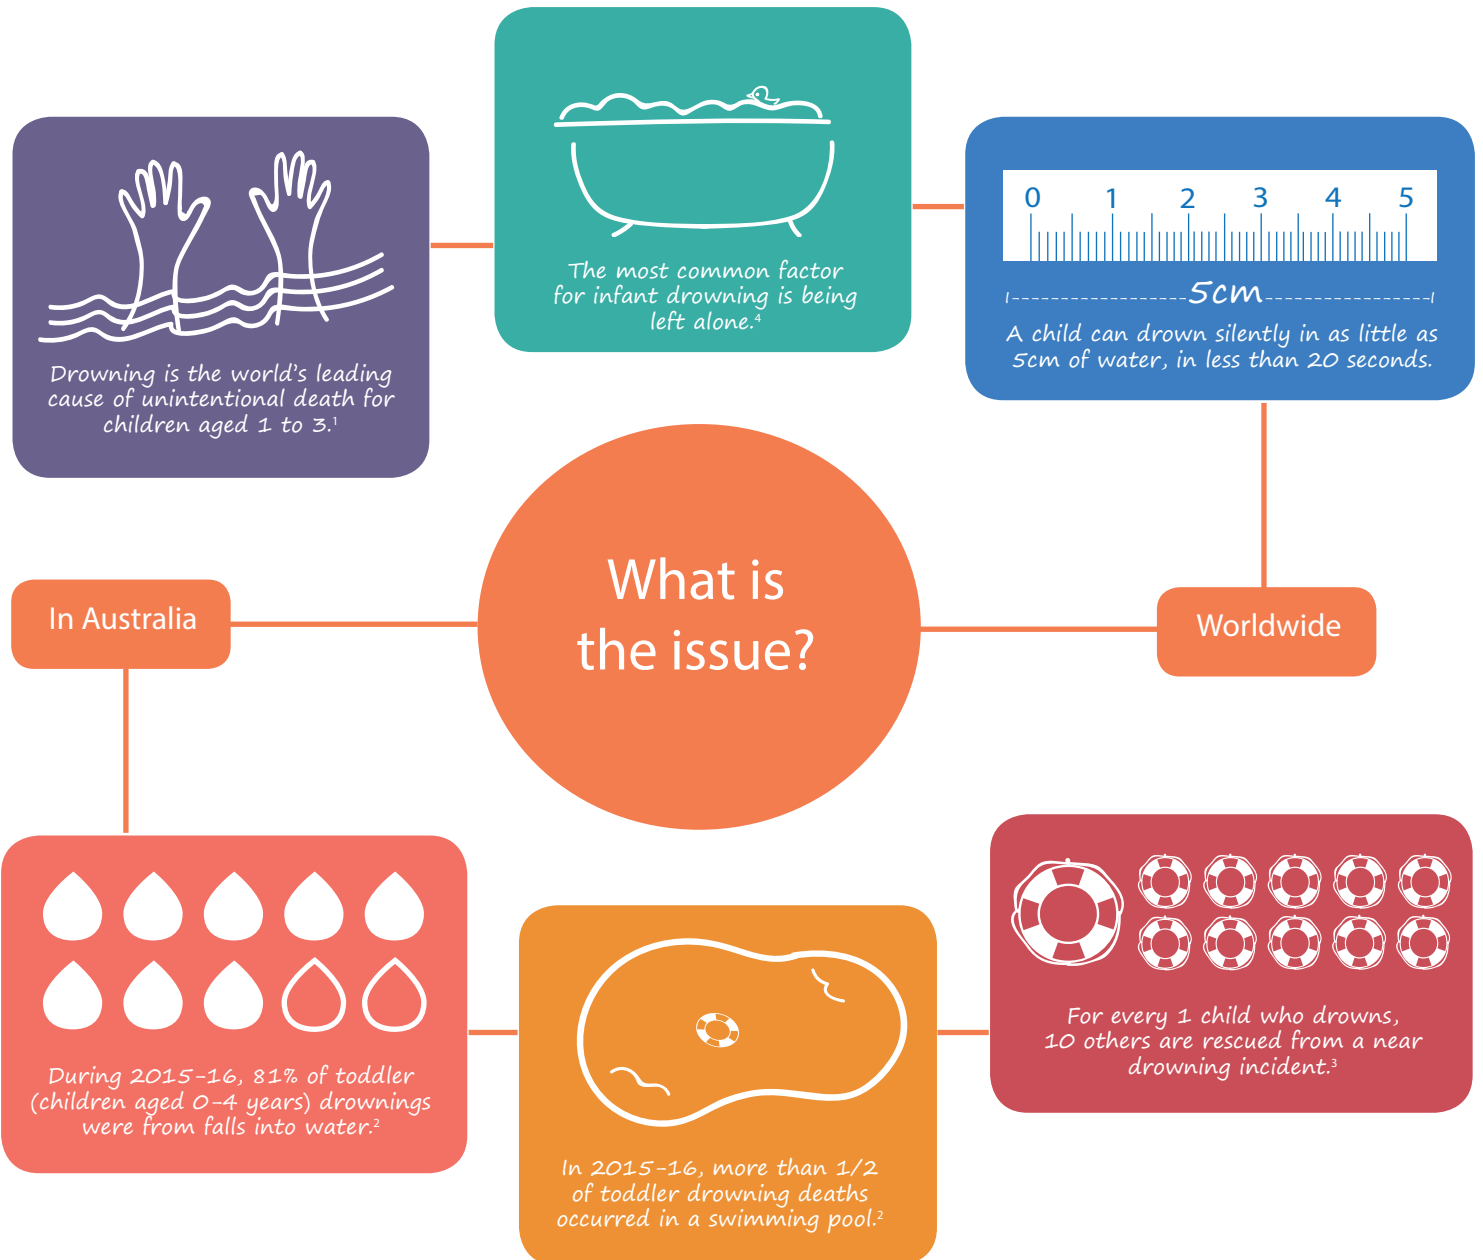 The most common factor
for infant drowning is being
left alone.⁴
0 1 2 3 4 5
5cm
A child can drown silently in as little as
5cm of water, in less than 20 seconds.
Drowning is the world's leading
cause of unintentional death for
children aged 1 to 3.¹
What is
the issue?
In Australia
Worldwide
During 2015-16, 81% of toddler
(children aged 0-4 years) drownings
were from falls into water.²
In 2015-16, more than 1/2
of toddler drowning deaths
occurred in a swimming pool.²
For every 1 child who drowns,
10 others are rescued from a near
drowning incident.³